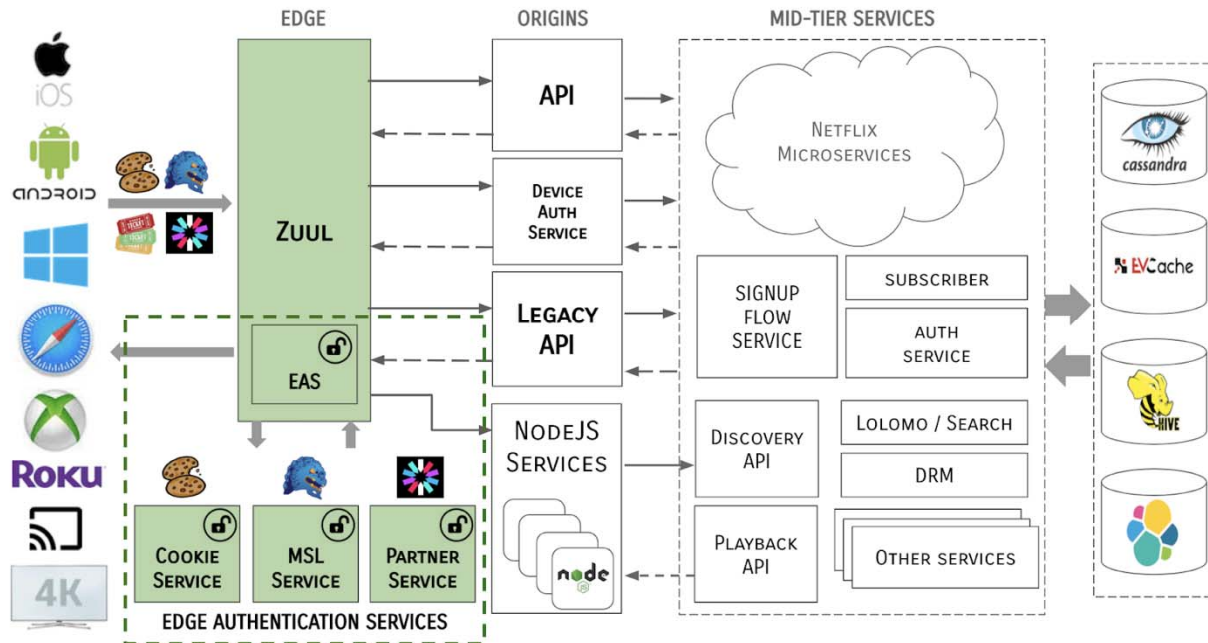 EDGE
ORIGINS
MID-TIER SERVICES
iOS
ANDROID
ROKU
4K
ZUUL
EAS
COOKIE
SERVICE
MSL
SERVICE
PARTNER
SERVICE
EDGE AUTHENTICATION SERVICES
API
DEVICE
AUTH
SERVICE
LEGACY
API
NODEJS
SERVICES
node
JS
NETFLIX
MICROSERVICES
SIGNUP
FLOW
SERVICE
SUBSCRIBER
AUTH
SERVICE
DISCOVERY
API
LOLOMO / SEARCH
DRM
PLAYBACK
API
OTHER SERVICES
cassandra
EVCache
HIVE